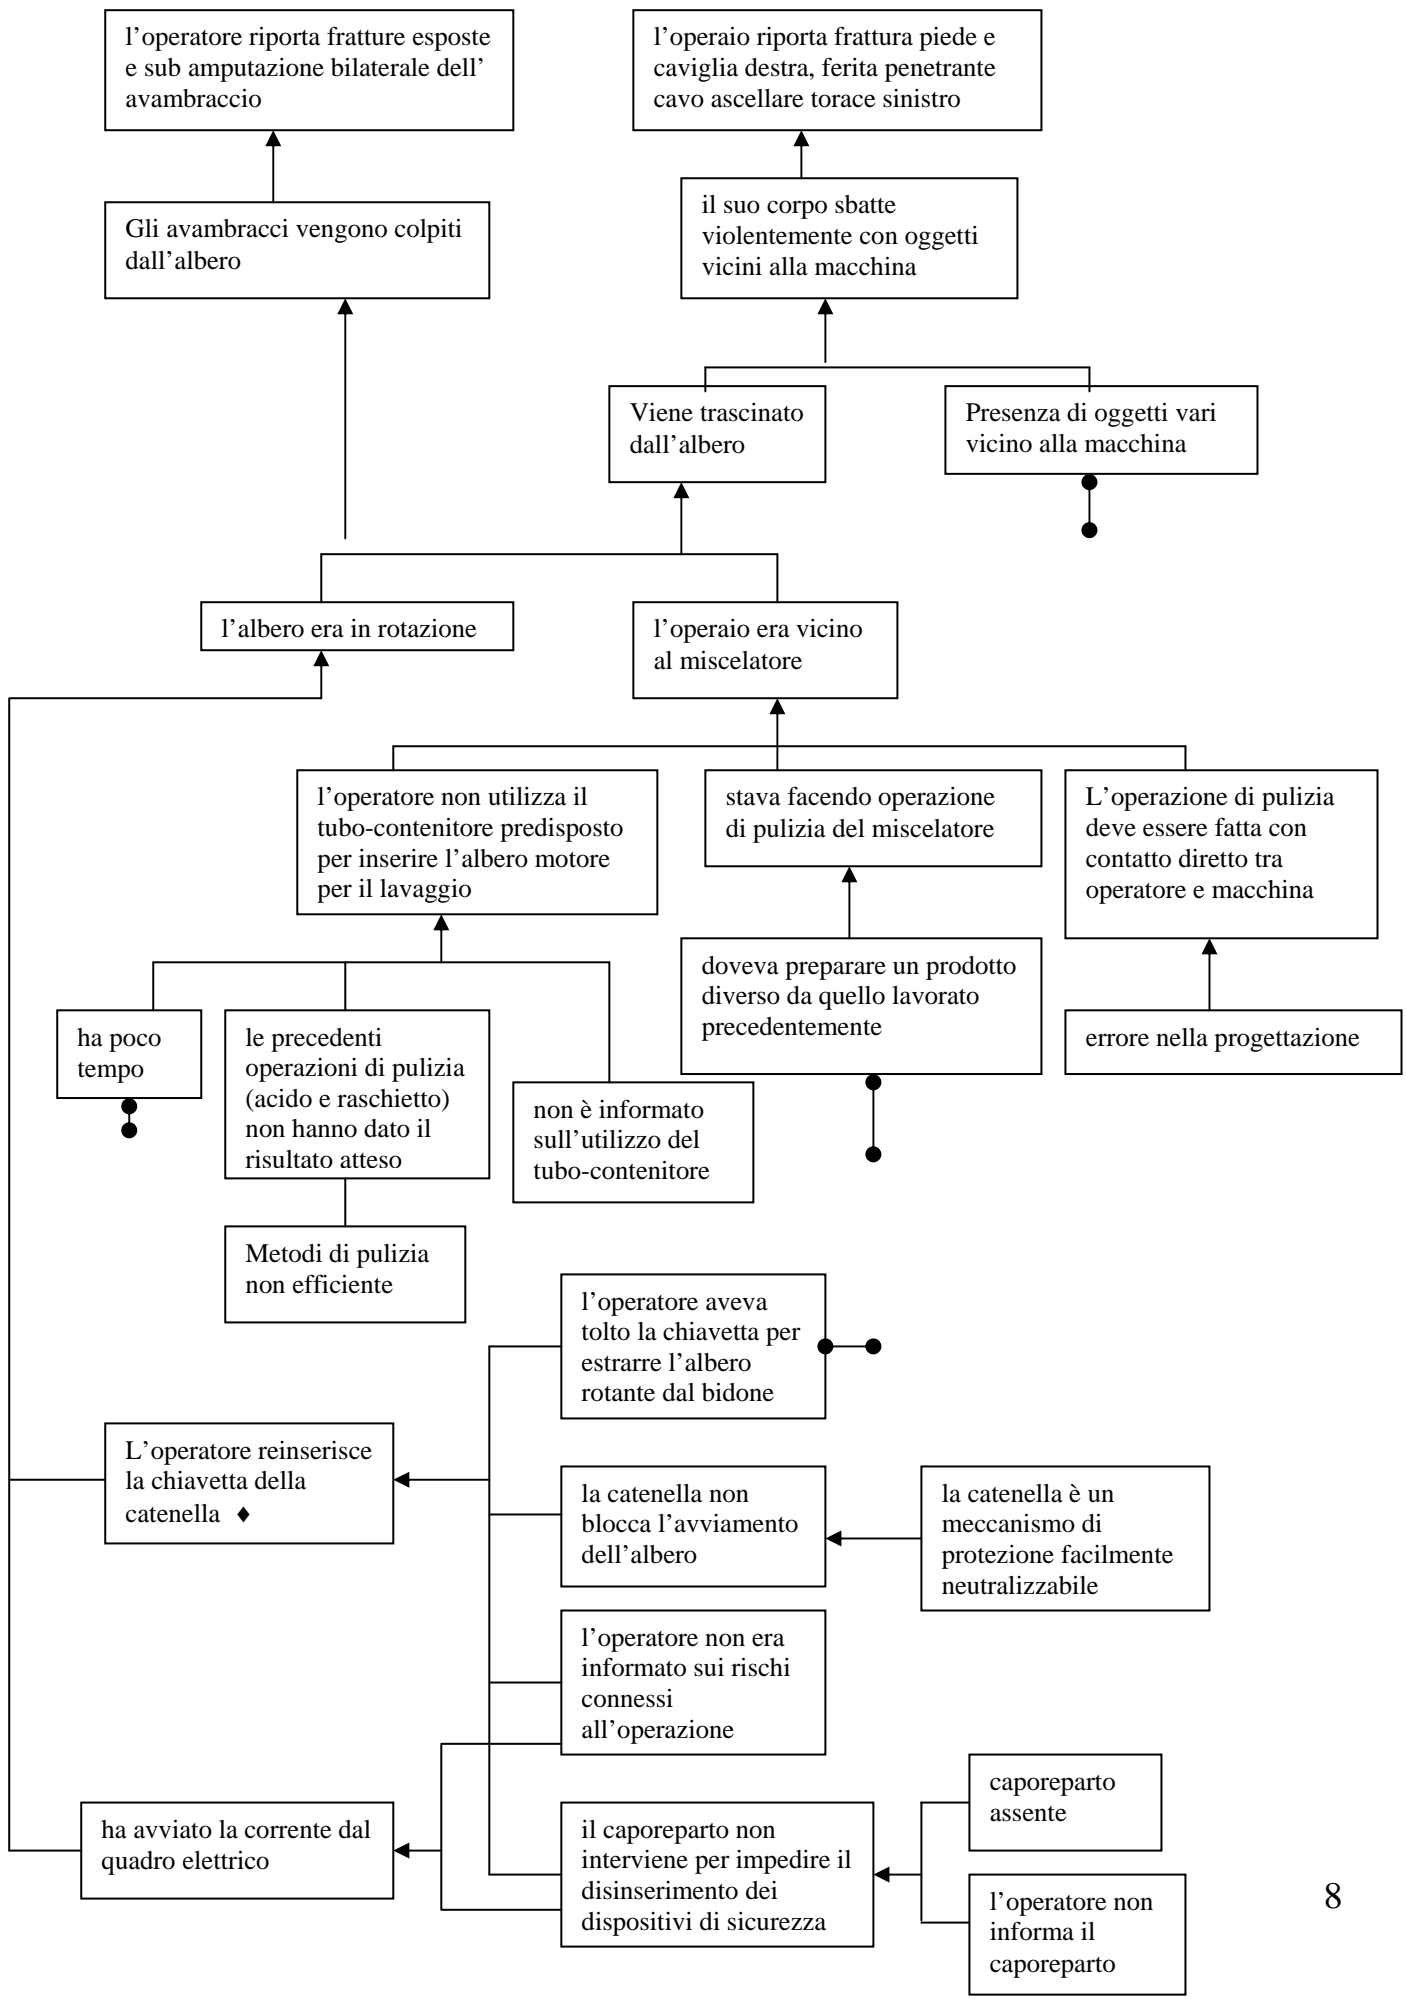 l’operatore riporta fratture esposte
e sub amputazione bilaterale dell’
avambraccio
l’operaio riporta frattura piede e
caviglia destra, ferita penetrante
cavo ascellare torace sinistro
Gli avambracci vengono colpiti
dall’albero
il suo corpo sbatte
violentemente con oggetti
vicini alla macchina
Viene trascinato
dall’albero
Presenza di oggetti vari
vicino alla macchina
l’albero era in rotazione
l’operaio era vicino
al miscelatore
l’operatore non utilizza il
tubo-contenitore predisposto
per inserire l’albero motore
per il lavaggio
stava facendo operazione
di pulizia del miscelatore
L’operazione di pulizia
deve essere fatta con
contatto diretto tra
operatore e macchina
doveva preparare un prodotto
diverso da quello lavorato
precedentemente
errore nella progettazione
ha poco
tempo
le precedenti
operazioni di pulizia
(acido e raschietto)
non hanno dato il
risultato atteso
non è informato
sull’utilizzo del
tubo-contenitore
Metodi di pulizia
non efficiente
l’operatore aveva
tolto la chiavetta per
estrarre l’albero
rotante dal bidone
L’operatore reinserisce
la chiavetta della
catenella ♦
la catenella non
blocca l’avviamento
dell’albero
la catenella è un
meccanismo di
protezione facilmente
neutralizzabile
l’operatore non era
informato sui rischi
connessi
all’operazione
ha avviato la corrente dal
quadro elettrico
il caporeparto non
interviene per impedire il
disinserimento dei
dispositivi di sicurezza
caporeparto
assente
l’operatore non
informa il
caporeparto
8